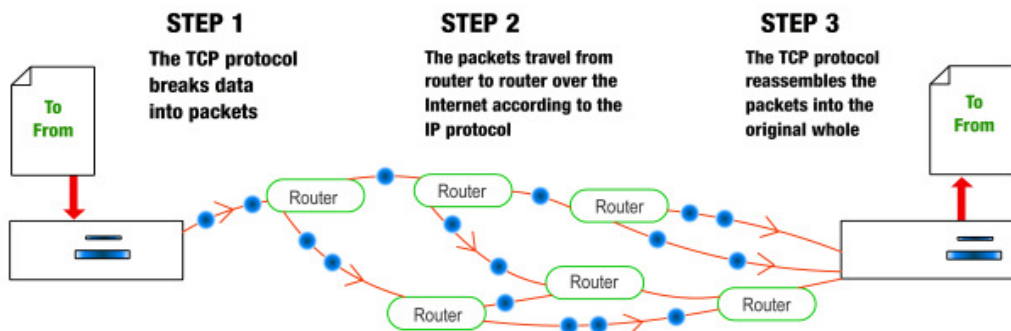 STEP 1
The TCP protocol
breaks data
into packets
STEP 2
The packets travel from
router to router over the
Internet according to the
IP protocol
STEP 3
The TCP protocol
reassembles the
packets into the
original whole
To
From
To
From
Router
Router
Router
Router
Router
Router